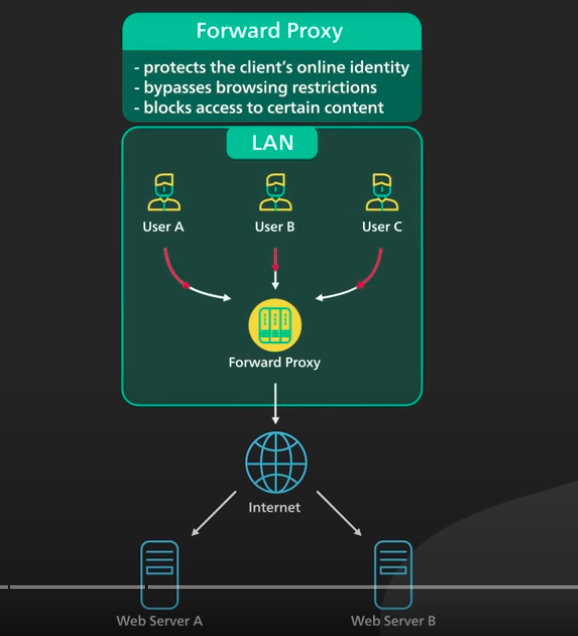 Forward Proxy
- protects the client's online identity
- bypasses browsing restrictions
- blocks access to certain content
LAN
User A
User B
User C
Forward Proxy
Internet
Web Server A
Web Server B